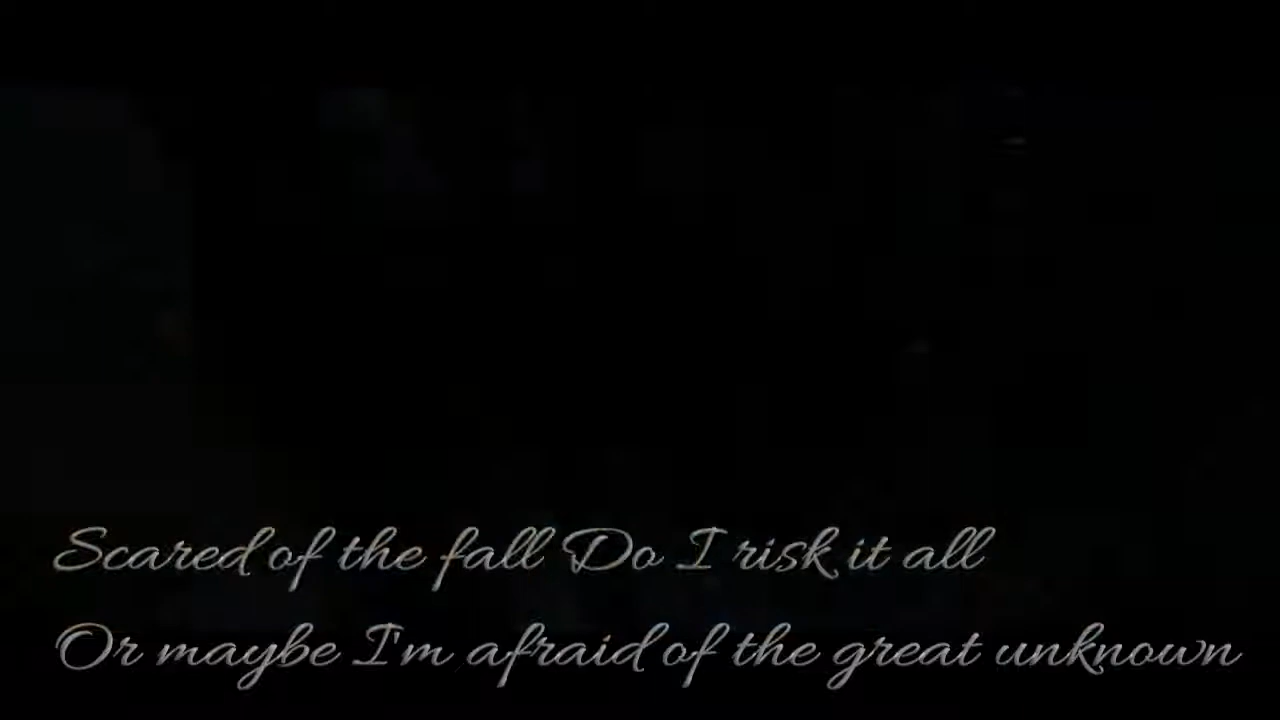 Scared of the fall Do I risk it all
Or maybe I'm afraid of the great unknown